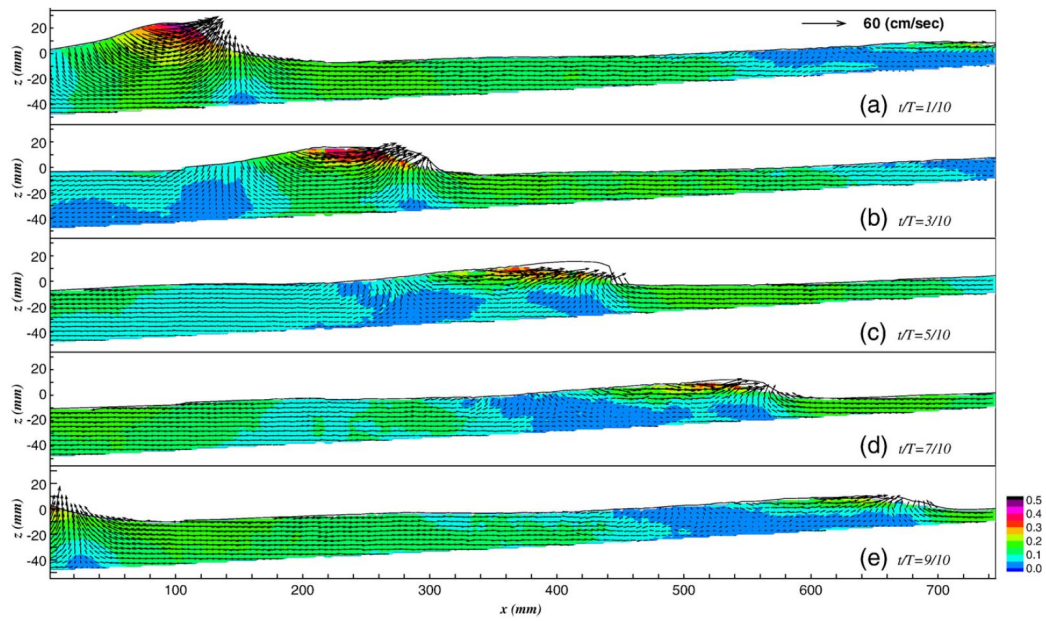 20
0
-20
-40
z (mm)
60 (cm/sec)
(a) t/T=1/10
20
0
-20
-40
z (mm)
(b) t/T=3/10
20
0
-20
-40
z (mm)
(c) t/T=5/10
20
0
-20
-40
z (mm)
(d) t/T=7/10
20
0
-20
-40
z (mm)
(e) t/T=9/10
0.5
0.4
0.3
0.2
0.1
0.0
100 200 300 400 500 600 700
x (mm)